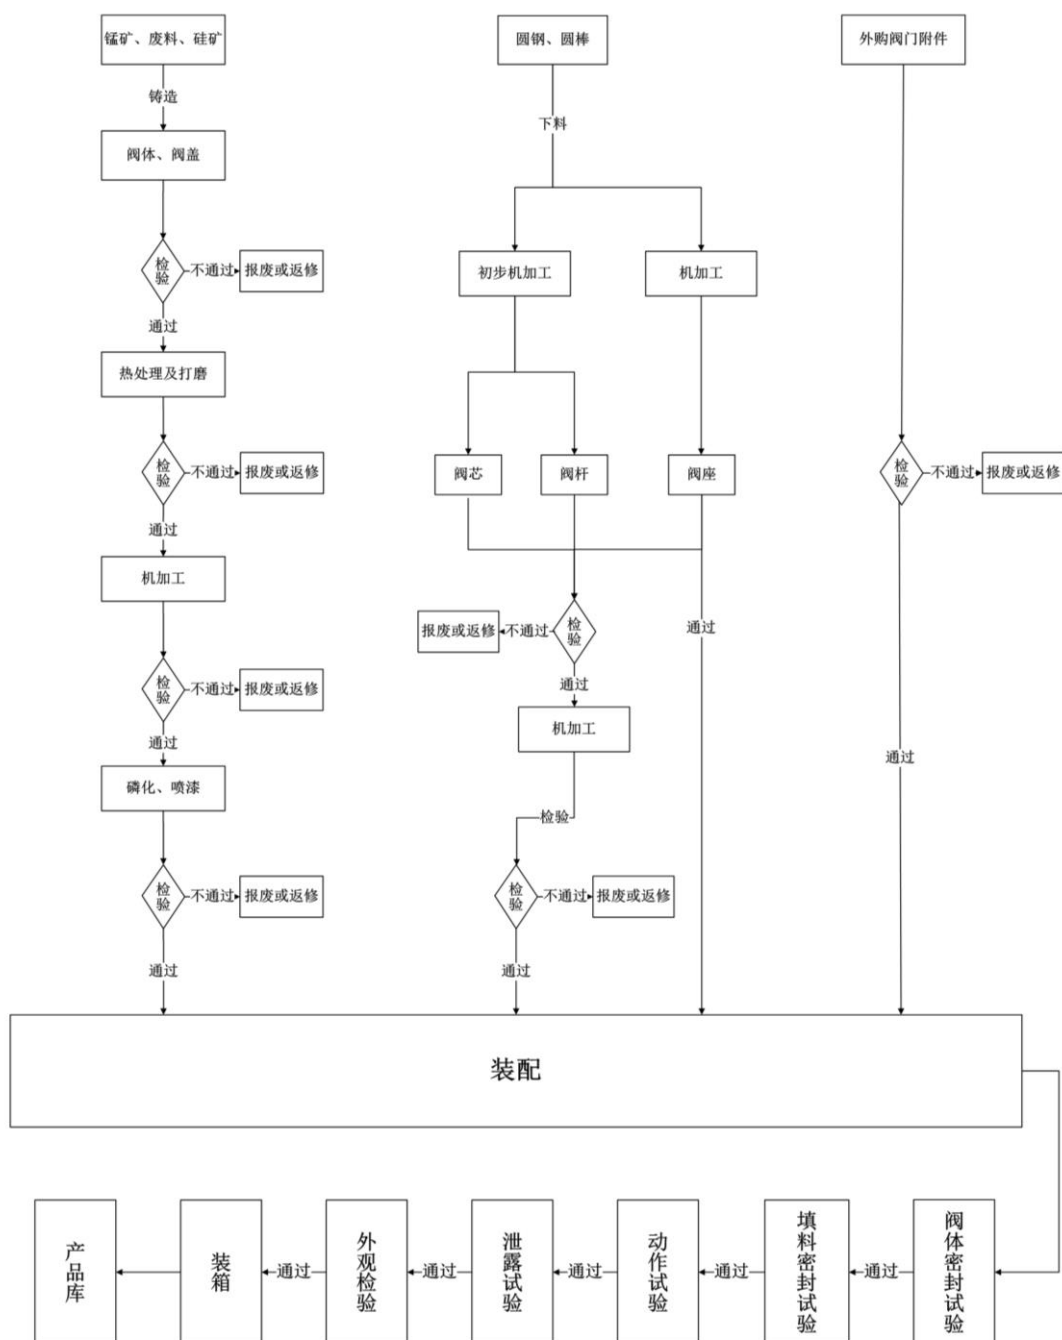 锰矿、废料、硅矿
圆钢、圆棒
外购阀门附件
铸造
下料
阀体、阀盖
检验
不通过
报废或返修
通过
初步机加工
机加工
热处理及打磨
检验
不通过
报废或返修
通过
阀芯
阀杆
阀座
检验
不通过
报废或返修
机加工
检验
不通过
报废或返修
通过
报废或返修
不通过
检验
通过
通过
机加工
磷化、喷漆
通过
检验
检验
不通过
报废或返修
通过
检验
不通过
报废或返修
通过
装配
产品库
装箱
通过
外观检验
通过
泄露试验
通过
动作试验
通过
填料密封试验
通过
阀体密封试验